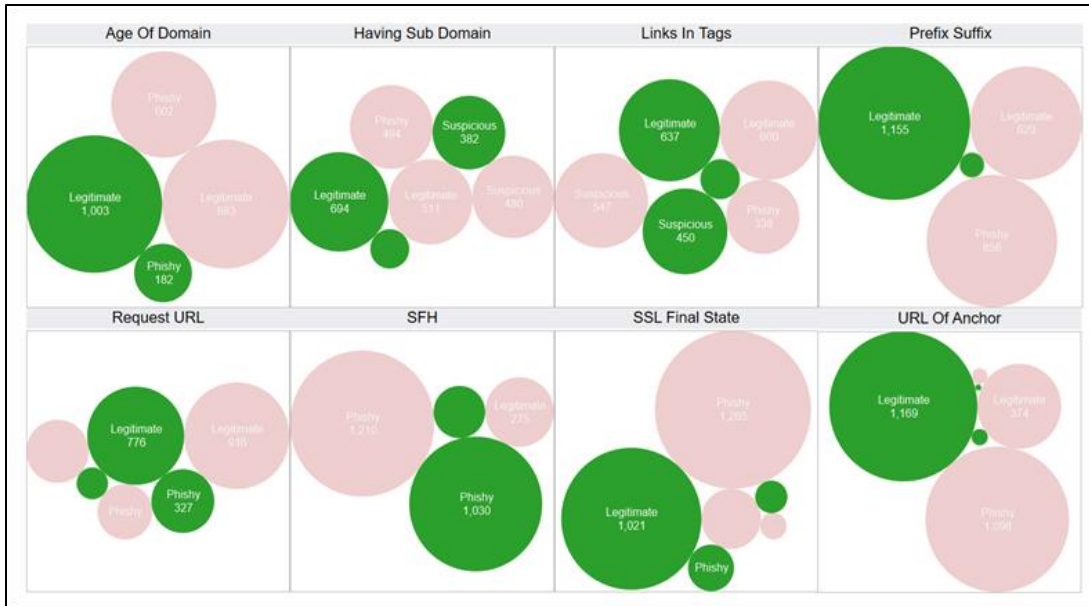 Age Of Domain
Phishy
602
Legitimate
1,003
Legitimate
883
Phishy
182
Having Sub Domain
Phishy
494
Suspicious
382
Legitimate
694
Legitimate
511
Suspicious
480
Links In Tags
Legitimate
637
Legitimate
600
Suspicious
547
Suspicious
450
Phishy
338
Prefix Suffix
Legitimate
1,155
Legitimate
629
Phishy
856
Request URL
Legitimate
776
Legitimate
Phishy
Phishy
327
SFH
Phishy
1,210
Legitimate
275
Phishy
1,030
SSL Final State
Phishy
1,265
Legitimate
1,021
Phishy
URL Of Anchor
Legitimate
1,169
Legitimate
374
Phishy
1,098